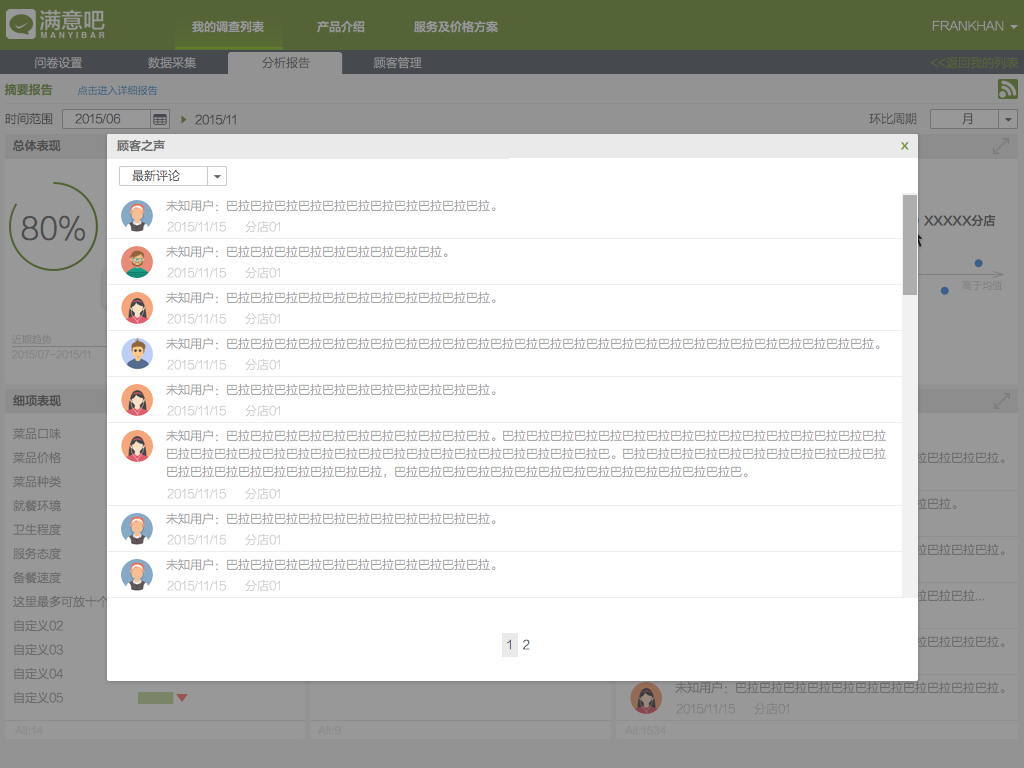 满意吧
MANYIBAR
我的调查列表 产品介绍 服务及价格方案 FRANKHAN
问卷设置 数据采集 分析报告 顾客管理 <<返回我的列表
摘要报告 点击进入详细报告
时间范围 2015/06 2015/11 环比周期 月
总体表现
顾客之声 x
最新评论
80%
未知用户：巴拉巴拉巴拉巴拉巴拉巴拉巴拉巴拉巴拉巴拉巴拉。
2015/11/15 分店01
XXXXX分店
未知用户：巴拉巴拉巴拉巴拉巴拉巴拉巴拉巴拉巴拉。
2015/11/15 分店01
高于均值
未知用户：巴拉巴拉巴拉巴拉巴拉巴拉巴拉巴拉巴拉巴拉巴拉。
2015/11/15 分店01
近期趋势
2015/07-2015/11
未知用户：巴拉巴拉巴拉巴拉巴拉巴拉巴拉巴拉巴拉巴拉巴拉巴拉巴拉巴拉巴拉巴拉巴拉巴拉巴拉巴拉巴拉巴拉巴拉巴拉巴拉巴拉巴拉。
2015/11/15 分店01
未知用户：巴拉巴拉巴拉巴拉巴拉巴拉巴拉巴拉巴拉巴拉巴拉。
2015/11/15 分店01
未知用户：巴拉巴拉巴拉巴拉巴拉巴拉巴拉巴拉巴拉巴拉巴拉。巴拉巴拉巴拉巴拉巴拉巴拉巴拉巴拉巴拉巴拉巴拉巴拉巴拉巴拉巴拉巴拉
巴拉巴拉巴拉巴拉巴拉巴拉巴拉巴拉巴拉巴拉巴拉巴拉巴拉巴拉巴拉巴拉巴拉巴拉巴。巴拉巴拉巴拉巴拉巴拉巴拉巴拉巴拉巴拉巴拉巴拉
巴拉巴拉巴拉巴拉巴拉巴拉巴拉巴拉巴拉，巴拉巴拉巴拉巴拉巴拉巴拉巴拉巴拉巴拉巴拉巴拉巴拉巴拉巴拉巴。
2015/11/15 分店01
未知用户：巴拉巴拉巴拉巴拉巴拉巴拉巴拉巴拉巴拉巴拉巴拉。
2015/11/15 分店01
未知用户：巴拉巴拉巴拉巴拉巴拉巴拉巴拉巴拉巴拉巴拉巴拉。
2015/11/15 分店01
1 2
细项表现
菜品口味
菜品价格
菜品种类
就餐环境
卫生程度
服务态度
备餐速度
这里最多可放十个
自定义02
自定义03
自定义04
自定义05
拉巴拉巴拉巴拉。
拉巴拉。
拉巴拉巴拉巴拉。
拉巴拉巴拉...
拉巴拉巴拉巴拉。
未知用户：巴拉巴拉巴拉巴拉巴拉巴拉巴拉巴拉巴拉巴拉巴拉。
2015/11/15 分店01
All:14 All:9 All:1534